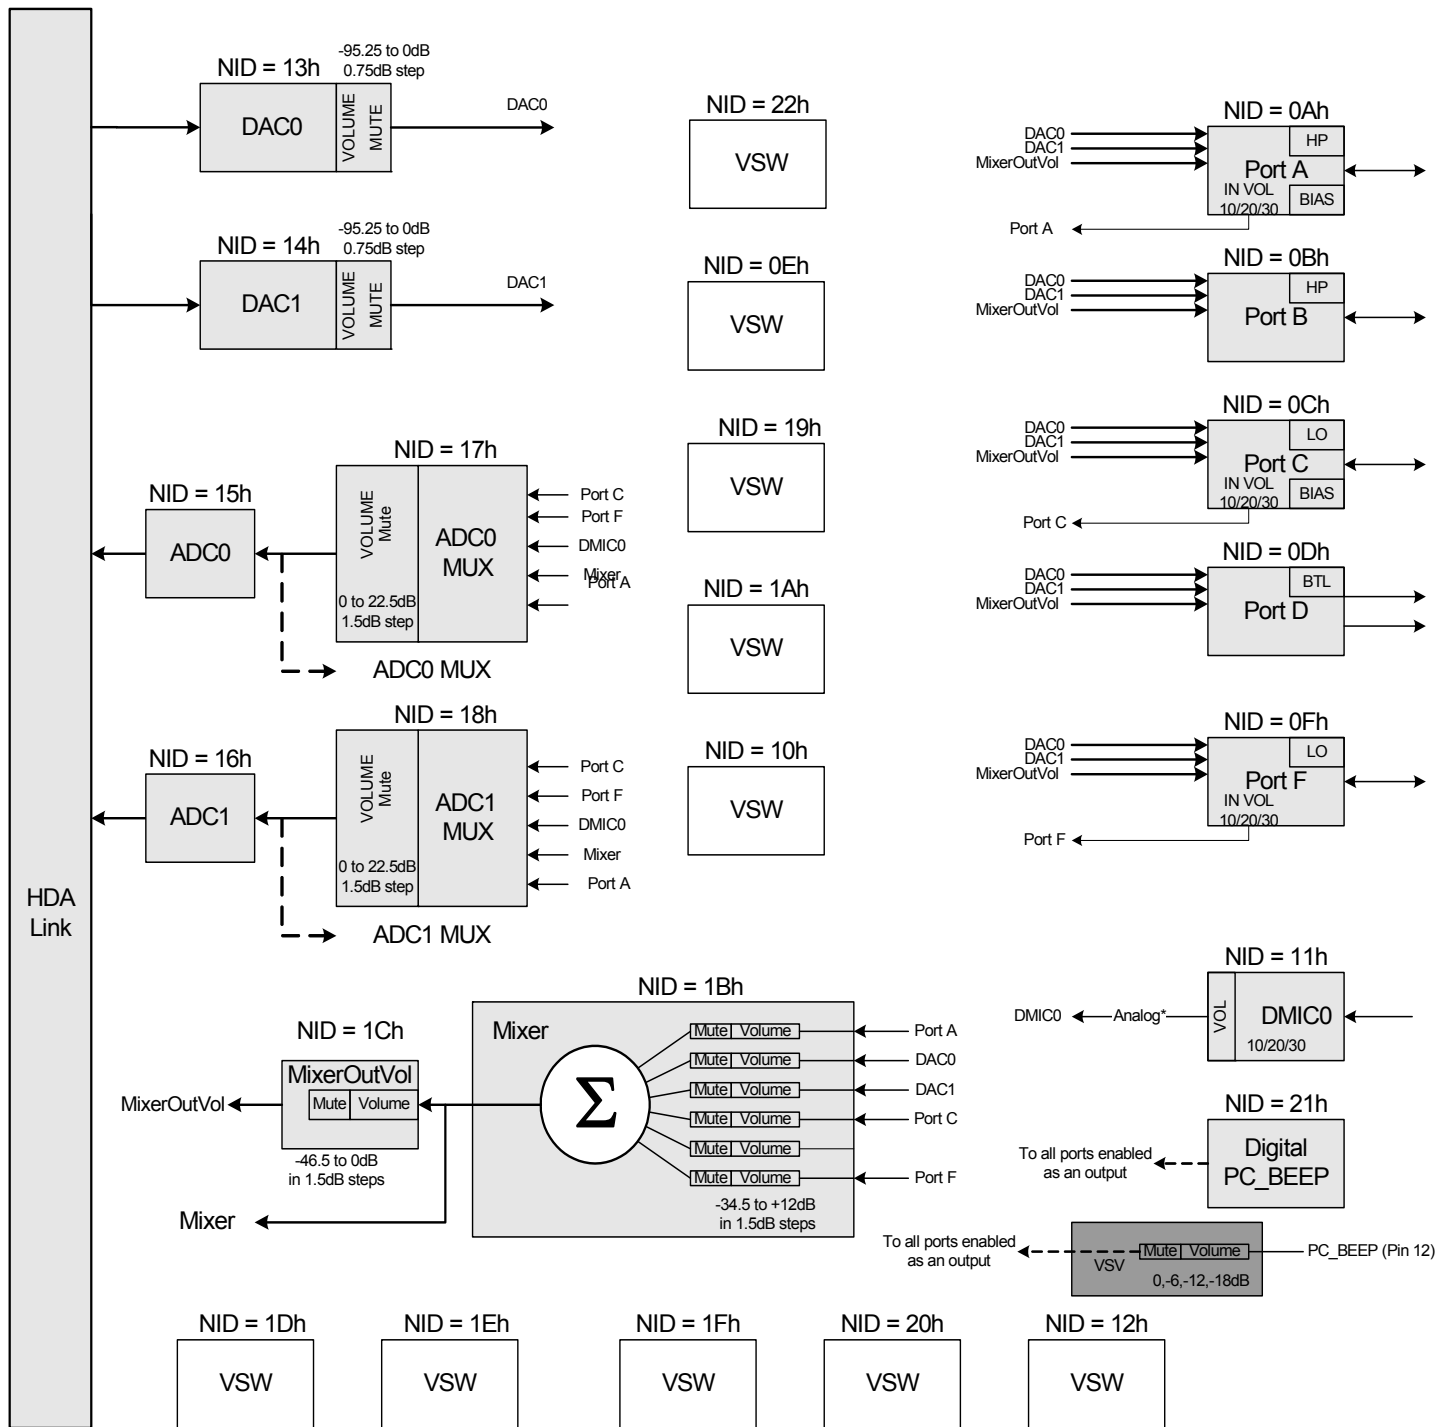 HDA
Link
NID = 13h
-95.25 to 0dB
0.75dB step
DAC0
VOLUME
MUTE
DAC0
NID = 14h
-95.25 to 0dB
0.75dB step
DAC1
VOLUME
MUTE
DAC1
NID = 17h
NID = 15h
ADC0
VOLUME
Mute
0 to 22.5dB
1.5dB step
ADC0
MUX
Port C
Port F
DMIC0
Mixer
Port A
ADC0 MUX
NID = 18h
NID = 16h
ADC1
VOLUME
Mute
0 to 22.5dB
1.5dB step
ADC1
MUX
Port C
Port F
DMIC0
Mixer
Port A
ADC1 MUX
NID = 22h
VSW
NID = 0Eh
VSW
NID = 19h
VSW
NID = 1Ah
VSW
NID = 10h
VSW
NID = 0Ah
DAC0
DAC1
MixerOutVol
HP
Port A
IN VOL
10/20/30
BIAS
Port A
NID = 0Bh
DAC0
DAC1
MixerOutVol
HP
Port B
NID = 0Ch
DAC0
DAC1
MixerOutVol
LO
Port C
IN VOL
10/20/30
BIAS
Port C
NID = 0Dh
DAC0
DAC1
MixerOutVol
BTL
Port D
NID = 0Fh
DAC0
DAC1
MixerOutVol
LO
Port F
IN VOL
10/20/30
Port F
NID = 11h
DMIC0
Analog*
VOL
DMIC0
10/20/30
NID = 1Bh
Mixer
Σ
Mute Volume
Port A
Mute Volume
DAC0
Mute Volume
DAC1
Mute Volume
Port C
Mute Volume
Mute Volume
Port F
-34.5 to +12dB
in 1.5dB steps
NID = 1Ch
MixerOutVol
Mute Volume
MixerOutVol
-46.5 to 0dB
in 1.5dB steps
Mixer
NID = 21h
Digital
PC_BEEP
To all ports enabled
as an output
To all ports enabled
as an output
VSV
Mute Volume
0,-6,-12,-18dB
PC_BEEP (Pin 12)
NID = 1Dh
VSW
NID = 1Eh
VSW
NID = 1Fh
VSW
NID = 20h
VSW
NID = 12h
VSW